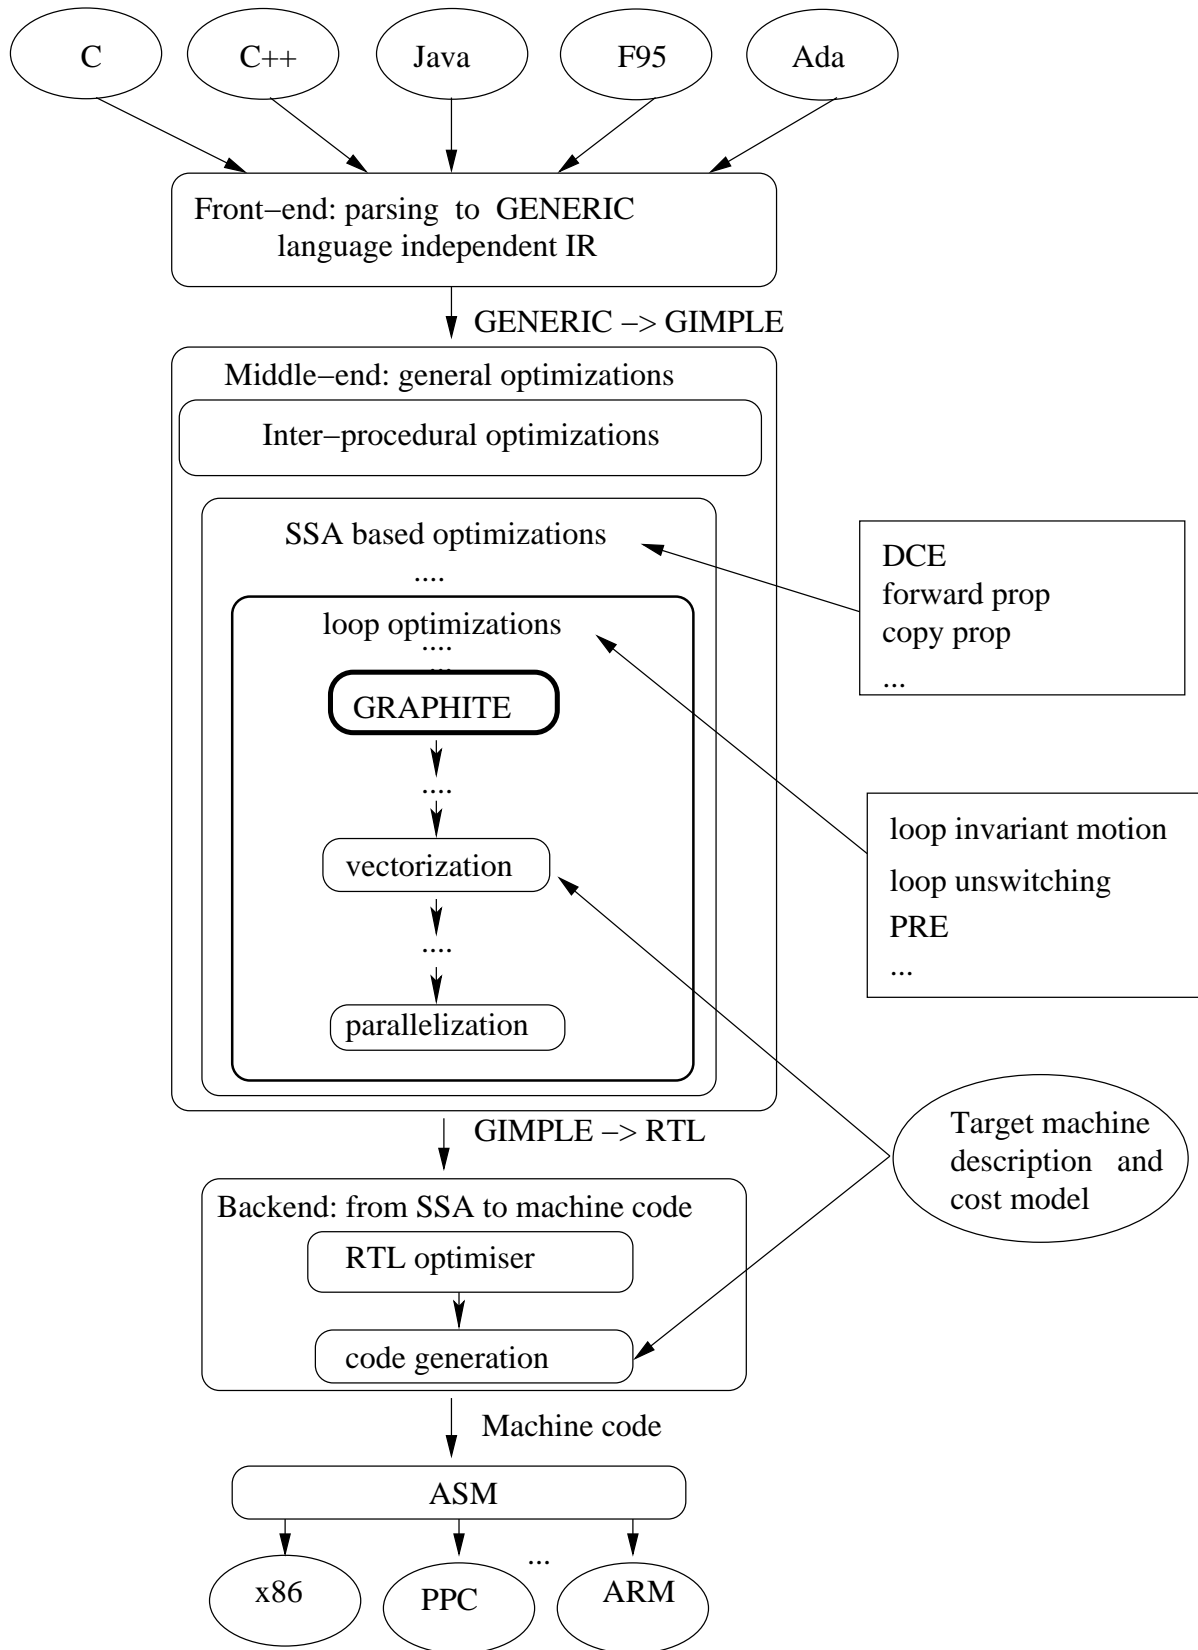 C
C++
Java
F95
Ada
Front−end: parsing to GENERIC
language independent IR
GENERIC −> GIMPLE
Middle−end: general optimizations
Inter−procedural optimizations
SSA based optimizations
....
loop optimizations
....
...
GRAPHITE
....
vectorization
....
parallelization
DCE
forward prop
copy prop
...
loop invariant motion
loop unswitching
PRE
...
Target machine
description and
cost model
GIMPLE −> RTL
Backend: from SSA to machine code
RTL optimiser
code generation
Machine code
ASM
...
x86
PPC
ARM